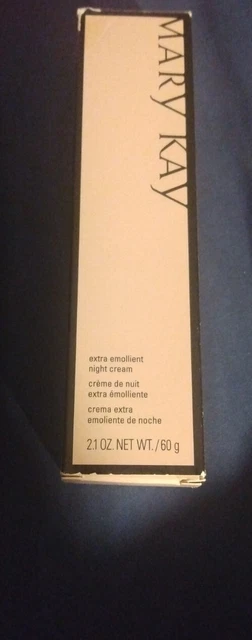 MARY KAY
extra emollient
night cream
crème de nuit
extra émolliente
crema extra
emoliente de noche
2.1 OZ. NET WT. / 60 g